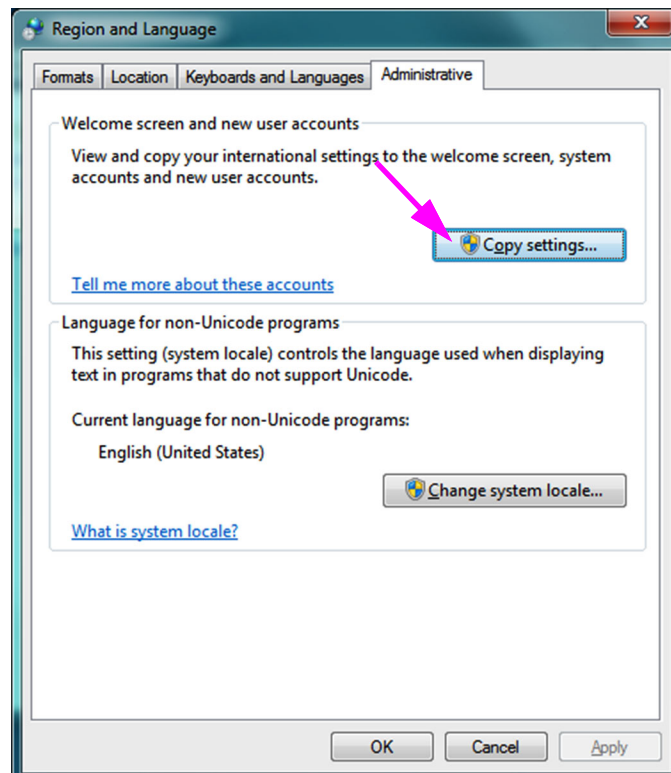 Region and Language
Formats Location Keyboards and Languages Administrative
Welcome screen and new user accounts
View and copy your international settings to the welcome screen, system
accounts and new user accounts.
Copy settings...
Tell me more about these accounts
Language for non-Unicode programs
This setting (system locale) controls the language used when displaying
text in programs that do not support Unicode.
Current language for non-Unicode programs:
English (United States)
Change system locale...
What is system locale?
OK Cancel Apply